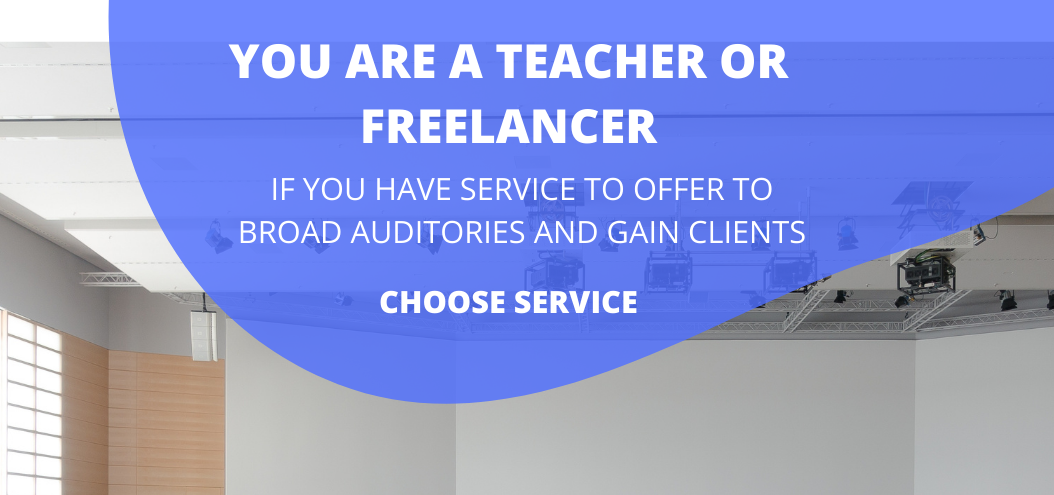 YOU ARE A TEACHER OR
FREELANCER
IF YOU HAVE SERVICE TO OFFER TO
BROAD AUDITORIES AND GAIN CLIENTS
CHOOSE SERVICE